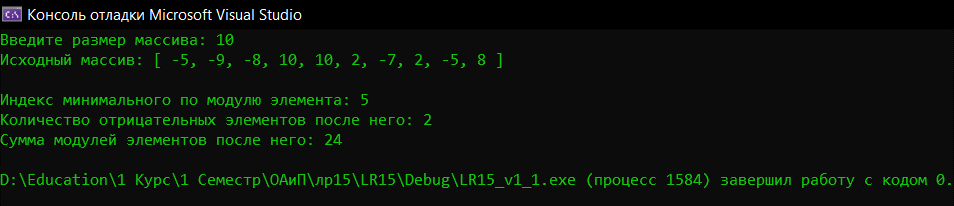 Консоль отладки Microsoft Visual Studio
Введите размер массива: 10
Исходный массив: [ -5, -9, -8, 10, 10, 2, -7, 2, -5, 8 ]
Индекс минимального по модулю элемента: 5
Количество отрицательных элементов после него: 2
Сумма модулей элементов после него: 24
D:\Education\1 Курс\1 Семестр\ОАиП\лр15\LR15\Debug\LR15_v1_1.exe (процесс 1584) завершил работу с кодом 0.